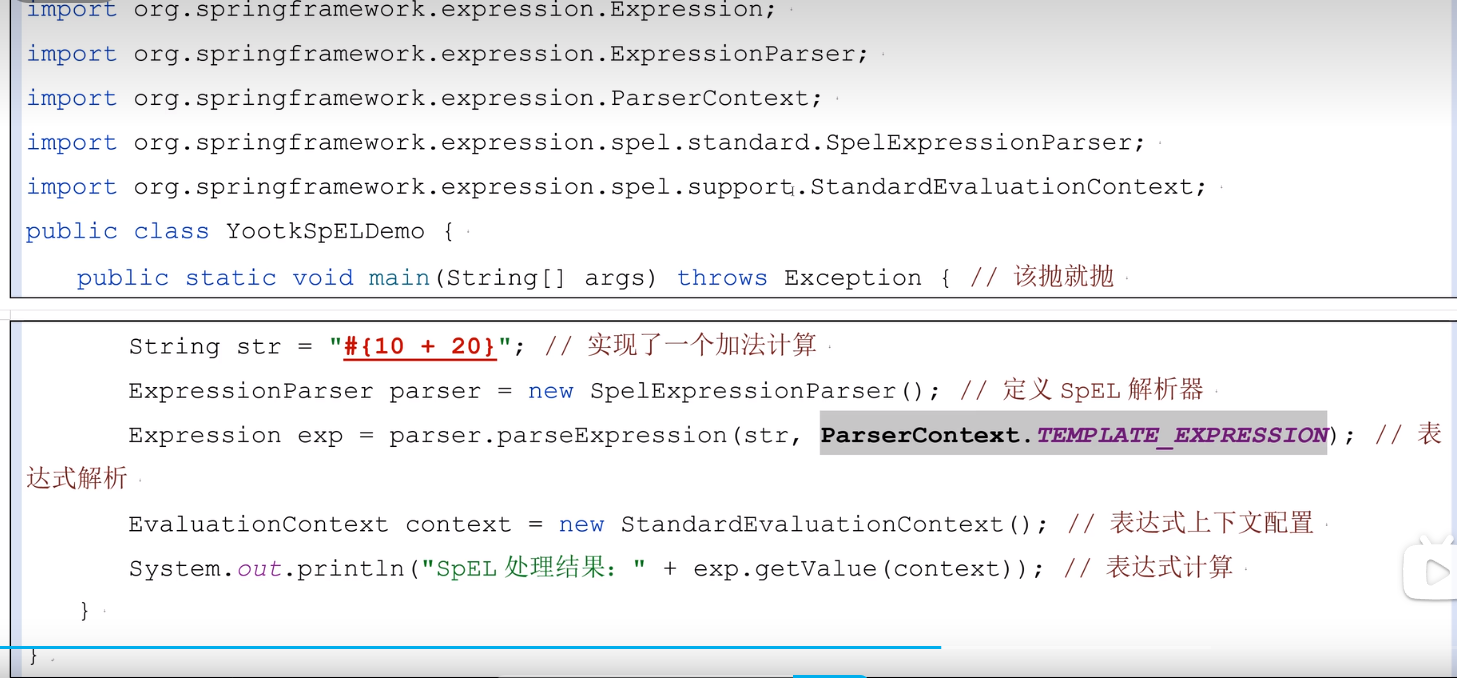 import org.springframework.expression.Expression;
import org.springframework.expression.ExpressionParser;
import org.springframework.expression.ParserContext;
import org.springframework.expression.spel.standard.SpelExpressionParser;
import org.springframework.expression.spel.support.StandardEvaluationContext;
public class YootkSpELDemo {
public static void main(String[] args) throws Exception { // 该抛就抛
String str = "#{10 + 20}"; // 实现了一个加法计算
ExpressionParser parser = new SpelExpressionParser(); // 定义 SpEL 解析器
Expression exp = parser.parseExpression(str, ParserContext.TEMPLATE_EXPRESSION); // 表
达式解析
EvaluationContext context = new StandardEvaluationContext(); // 表达式上下文配置
System.out.println("SpEL 处理结果：" + exp.getValue(context)); // 表达式计算
}
}